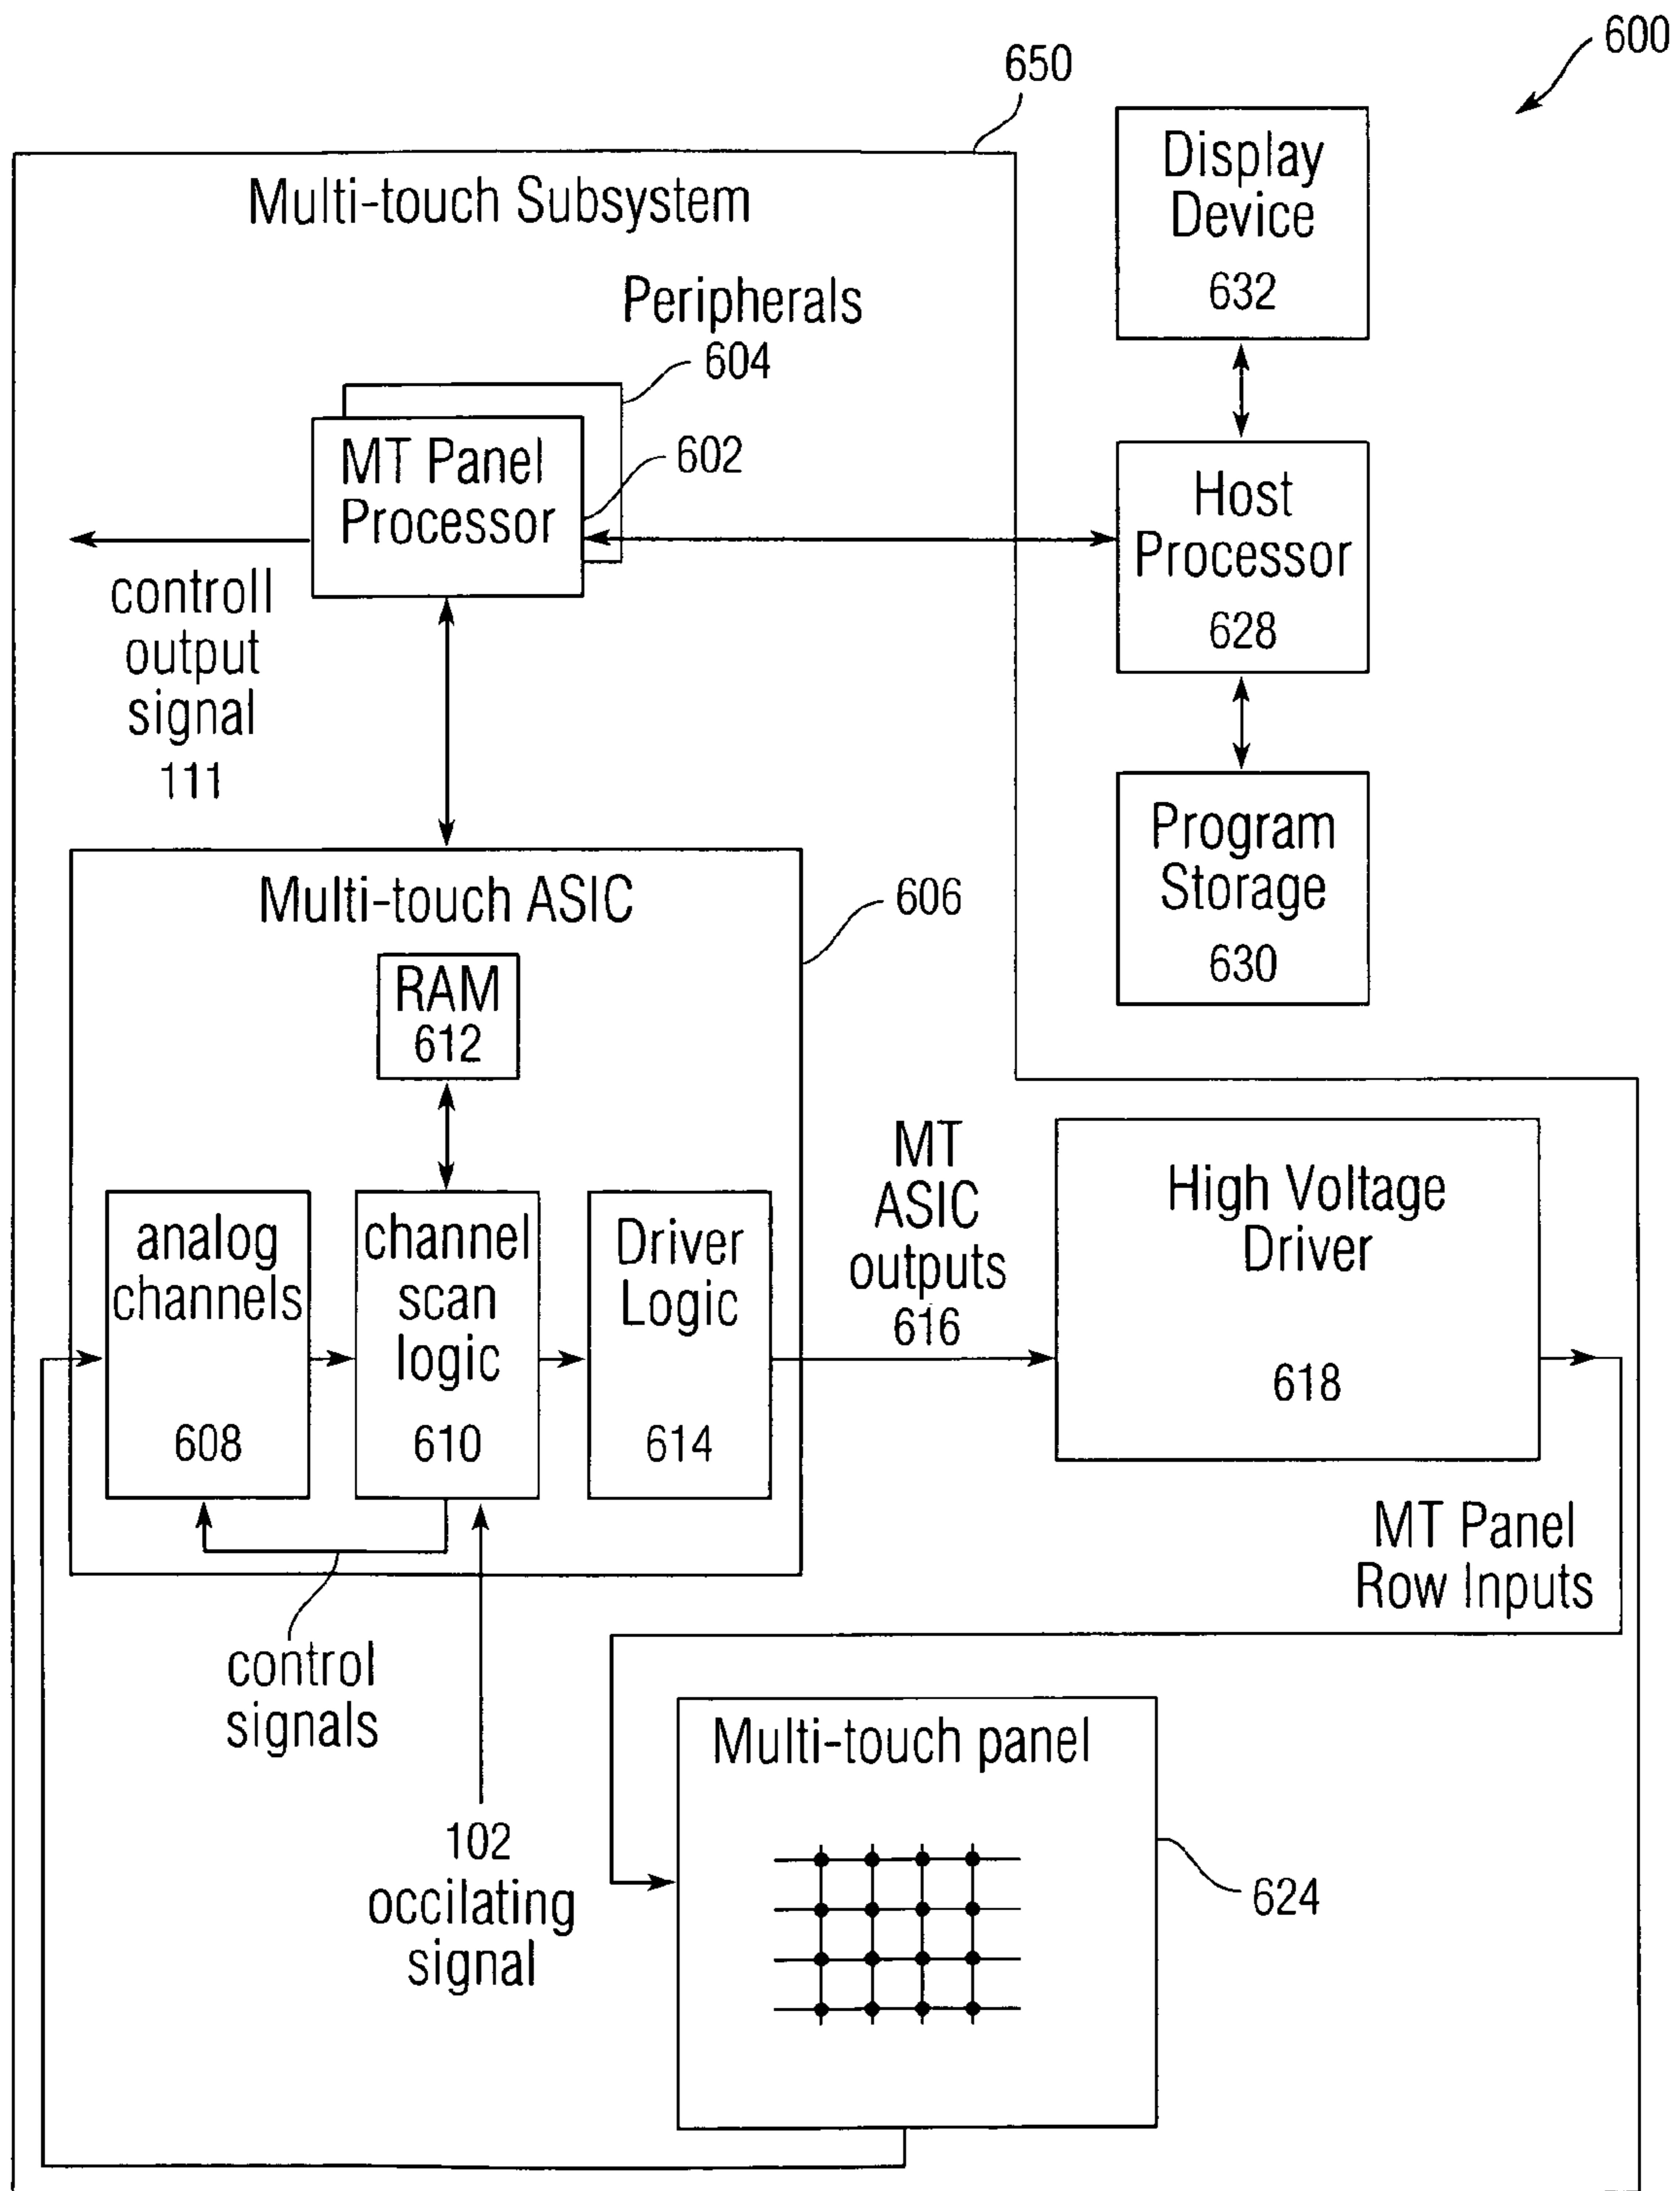 600
650
Multi-touch Subsystem
Display
Device
632
Peripherals
604
MT Panel
Processor
602
Host
Processor
628
controll
output
signal
111
Program
Storage
630
Multi-touch ASIC
606
RAM
612
analog
channels
608
channel
scan
logic
610
Driver
Logic
614
MT
ASIC
outputs
616
High Voltage
Driver
618
MT Panel
Row Inputs
control
signals
102
occilating
signal
Multi-touch panel
624